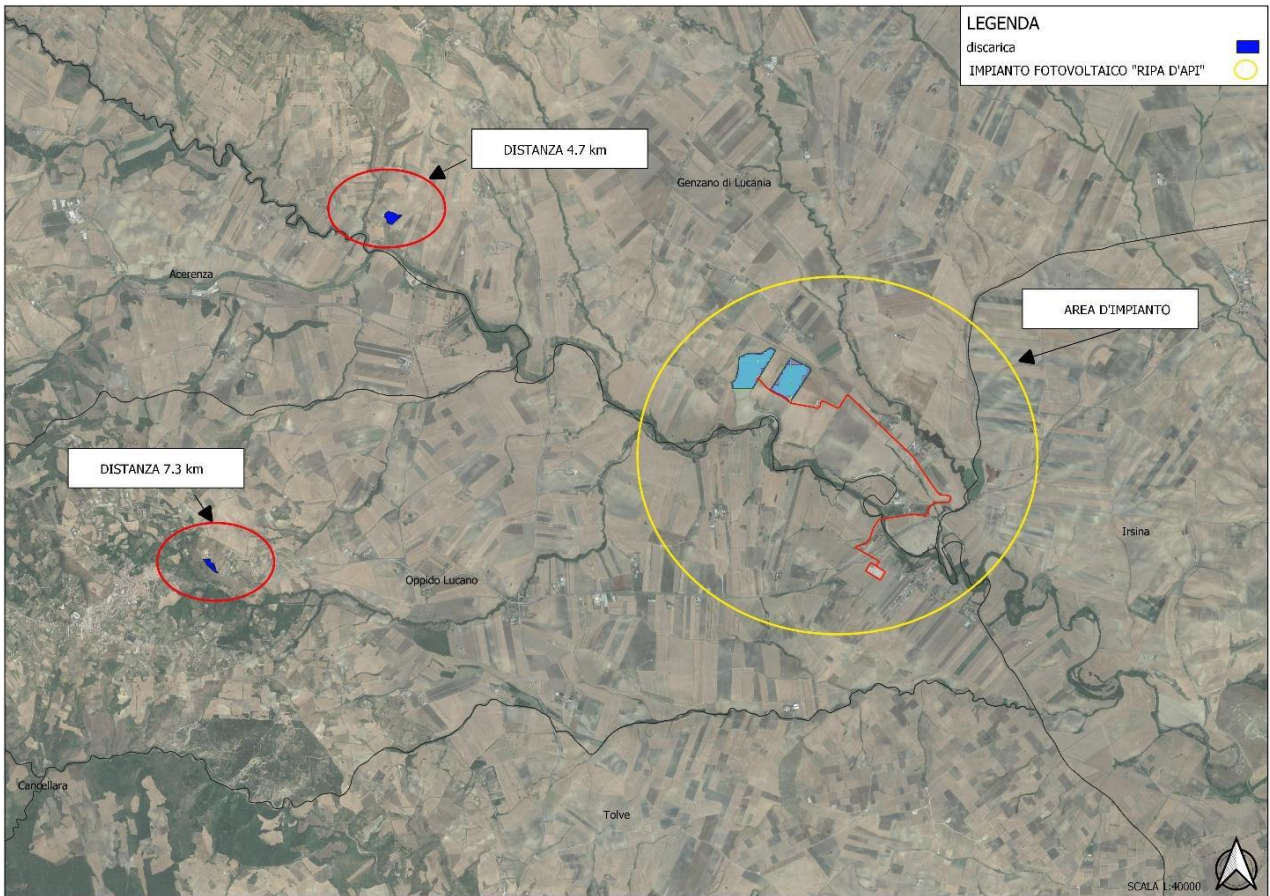 LEGENDA
discarica
IMPIANTO FOTOVOLTAICO "RIPA D'API"
DISTANZA 4.7 km
Genzano di Lucania
Acerenza
AREA D'IMPIANTO
DISTANZA 7.3 km
Irsina
Oppido Lucano
Cancellara
Tolve
SCALA 1:40000